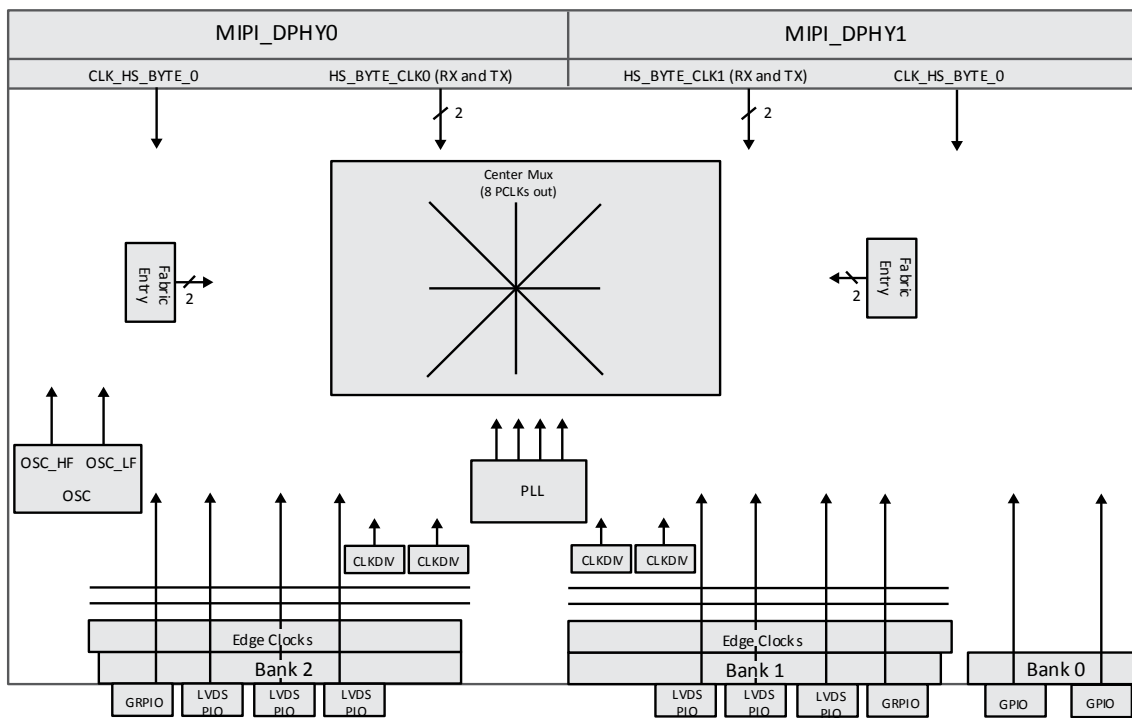 MIPI_DPHY0
MIPI_DPHY1
CLK_HS_BYTE_0
HS_BYTE_CLK0 (RX and TX)
HS_BYTE_CLK1 (RX and TX)
CLK_HS_BYTE_0
2
2
Center Mux
(8 PCLKs out)
Fabric
Entry
2
Fabric
Entry
2
OSC_HF
OSC_LF
OSC
PLL
CLKDIV
CLKDIV
CLKDIV
CLKDIV
Edge Clocks
Edge Clocks
Bank 2
Bank 1
Bank 0
GRPIO
LVDS
PIO
LVDS
PIO
LVDS
PIO
LVDS
PIO
LVDS
PIO
LVDS
PIO
GRPIO
GPIO
GPIO